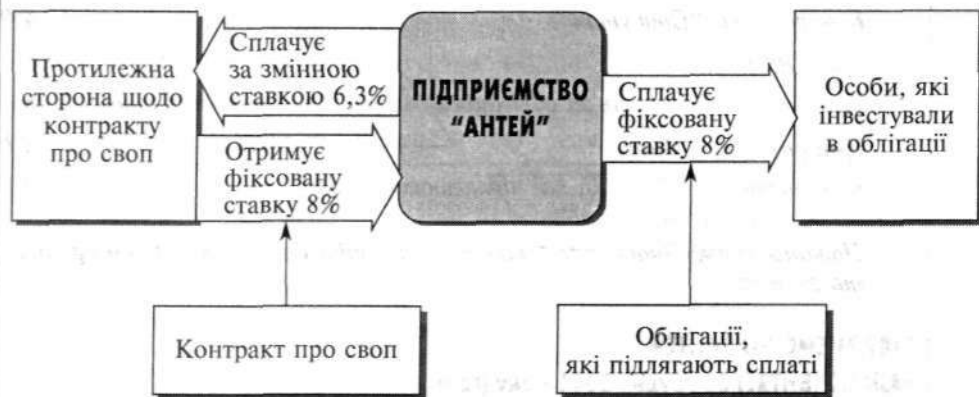 Протилежна
сторона щодо
контракту
про своп
Сплачує
за змінною
ставкою 6,3%
Отримує
фіксовану
ставку 8%
ПІДПРИЄМСТВО
"АНТЕЙ"
Сплачує
фіксовану
ставку 8%
Особи, які
інвестували
в облігації
Контракт про своп
Облігації,
які підлягають сплаті